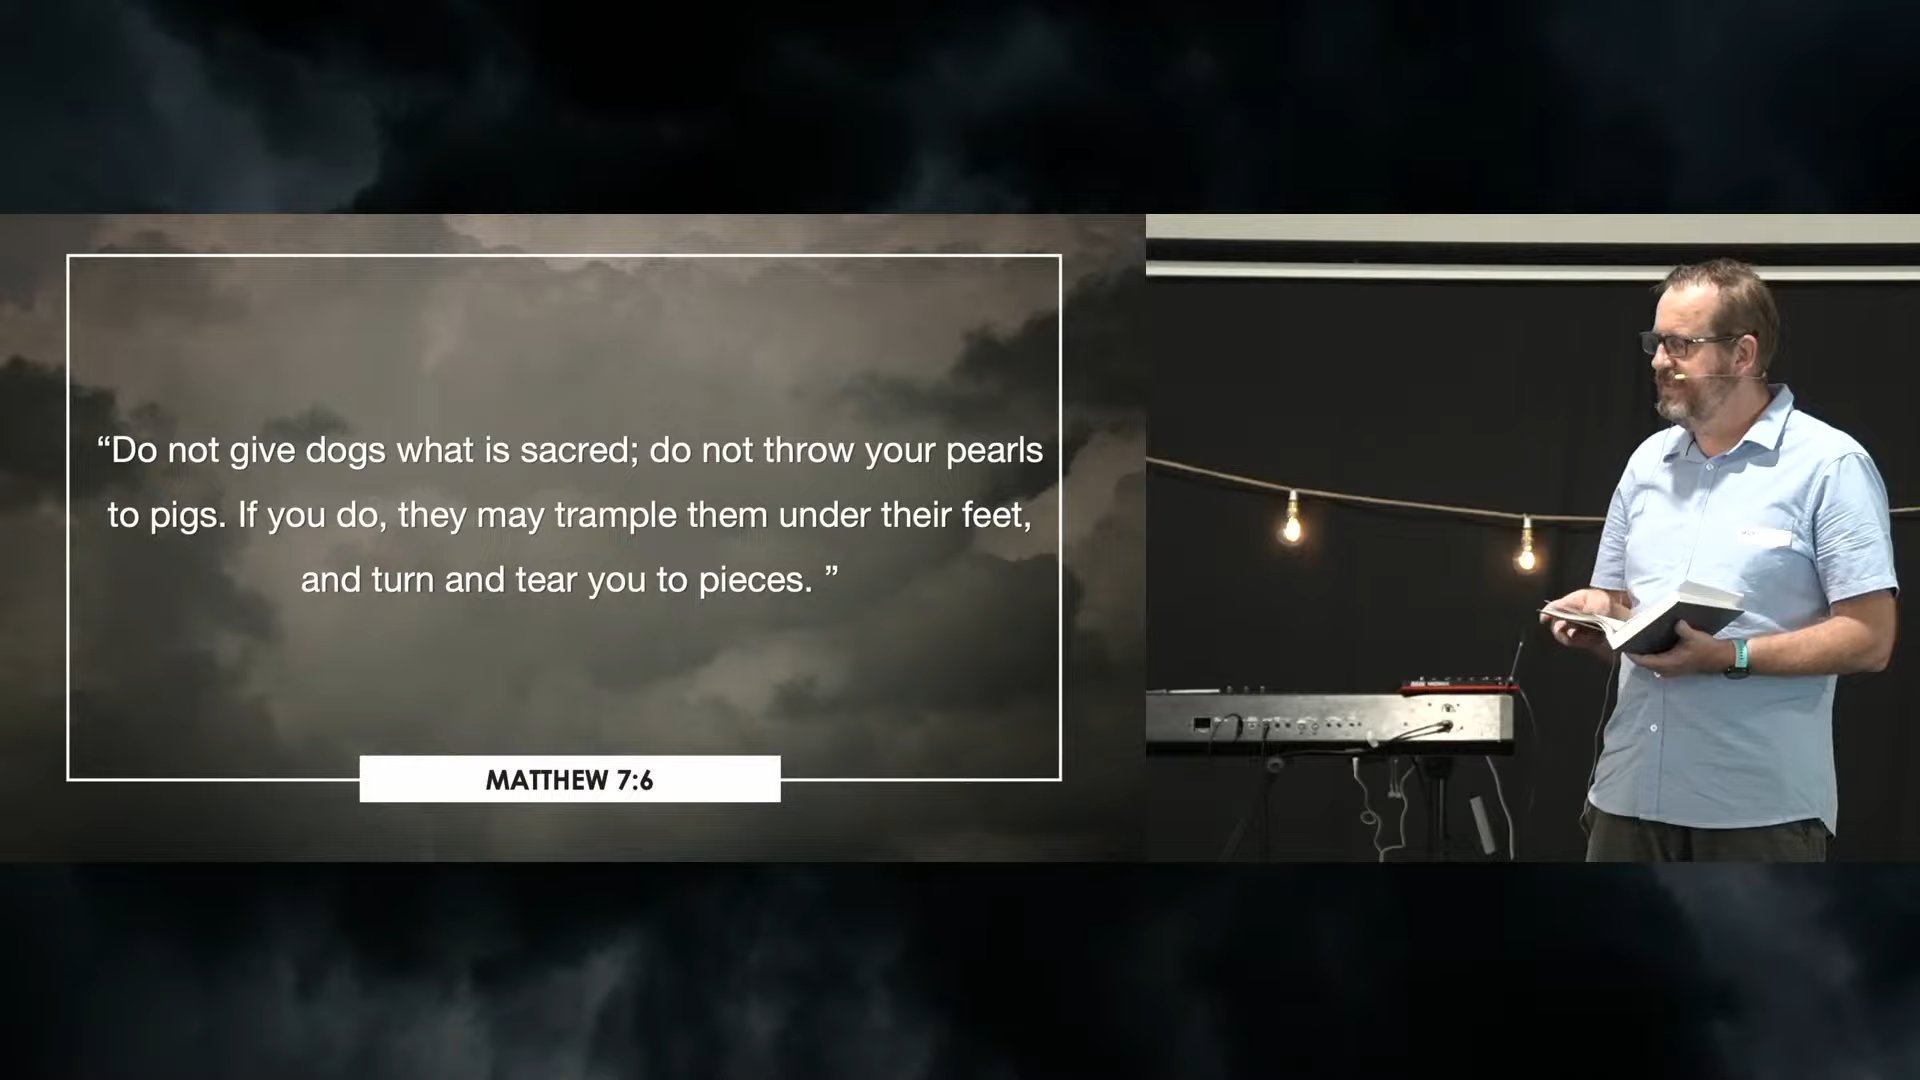 “Do not give dogs what is sacred; do not throw your pearls
to pigs. If you do, they may trample them under their feet,
and turn and tear you to pieces. ”
MATTHEW 7:6